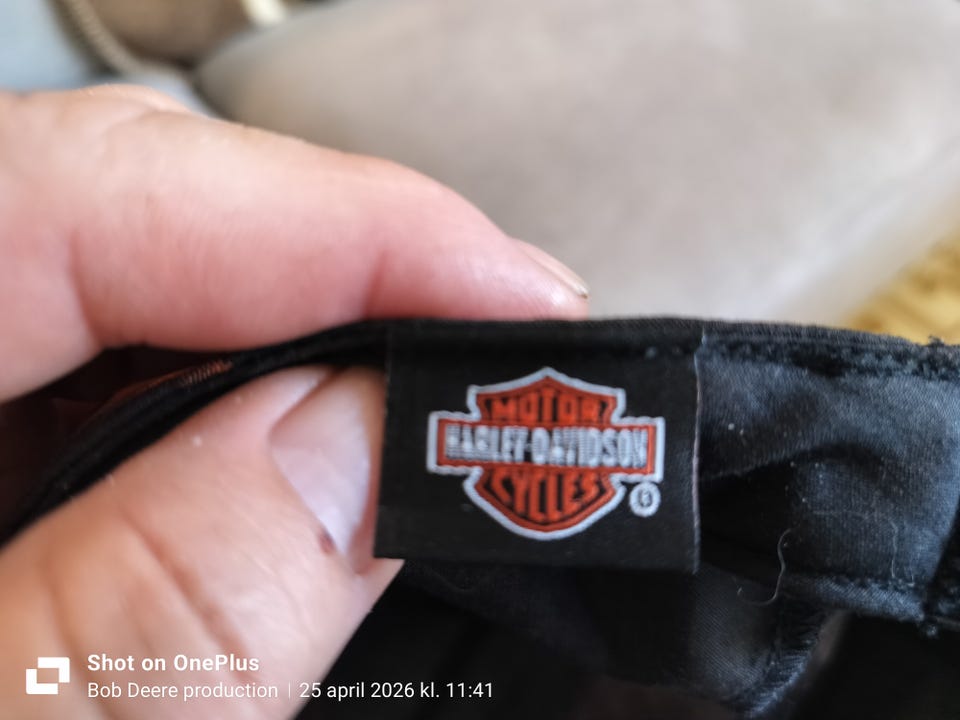 MOTOR
HARLEY-DAVIDSON
CYCLES
®
Shot on OnePlus
Bob Deere production | 25 april 2026 kl. 11:41